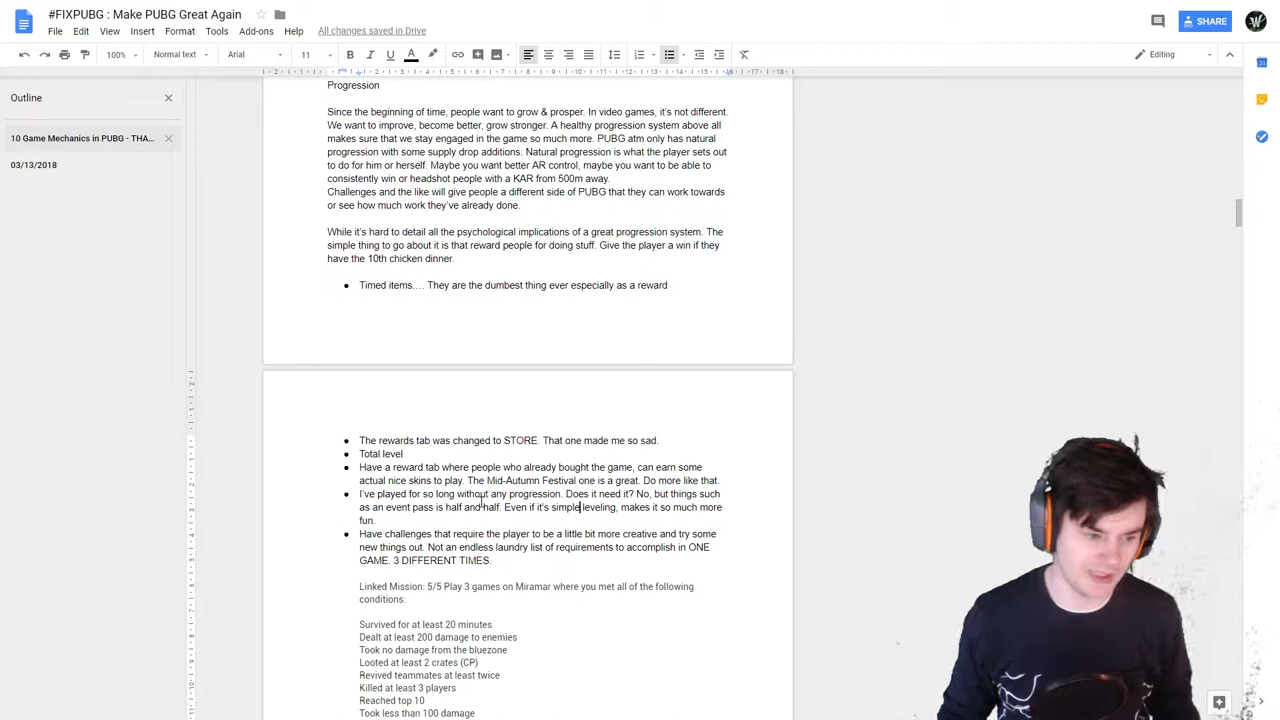 #FIXPUBG : Make PUBG Great Again
File Edit View Insert Format Tools Add-ons Help All changes saved in Drive
SHARE
100% Normal text Arial 11 B I U A Editing
Outline
10 Game Mechanics in PUBG - THA...
03/13/2018
Progression
Since the beginning of time, people want to grow & prosper. In video games, it's not different.
We want to improve, become better, grow stronger. A healthy progression system above all
makes sure that we stay engaged in the game so much more. PUBG atm only has natural
progression with some supply drop additions. Natural progression is what the player sets out
to do for him or herself. Maybe you want better AR control, maybe you want to be able to
consistently win or headshot people with a KAR from 500m away.
Challenges and the like will give people a different side of PUBG that they can work towards
or see how much work they've already done.
While it's hard to detail all the psychological implications of a great progression system. The
simple thing to go about it is that reward people for doing stuff. Give the player a win if they
have the 10th chicken dinner.
● Timed items.... They are the dumbest thing ever especially as a reward
● The rewards tab was changed to STORE. That one made me so sad.
● Total level
● Have a reward tab where people who already bought the game, can earn some
actual nice skins to play. The Mid-Autumn Festival one is a great. Do more like that.
● I've played for so long without any progression. Does it need it? No, but things such
as an event pass is half and half. Even if it's simple leveling, makes it so much more
fun.
● Have challenges that require the player to be a little bit more creative and try some
new things out. Not an endless laundry list of requirements to accomplish in ONE
GAME. 3 DIFFERENT TIMES.
Linked Mission: 5/5 Play 3 games on Miramar where you met all of the following
conditions:
Survived for at least 20 minutes
Dealt at least 200 damage to enemies
Took no damage from the bluezone
Looted at least 2 crates (CP)
Revived teammates at least twice
Killed at least 3 players
Reached top 10
Took less than 100 damage